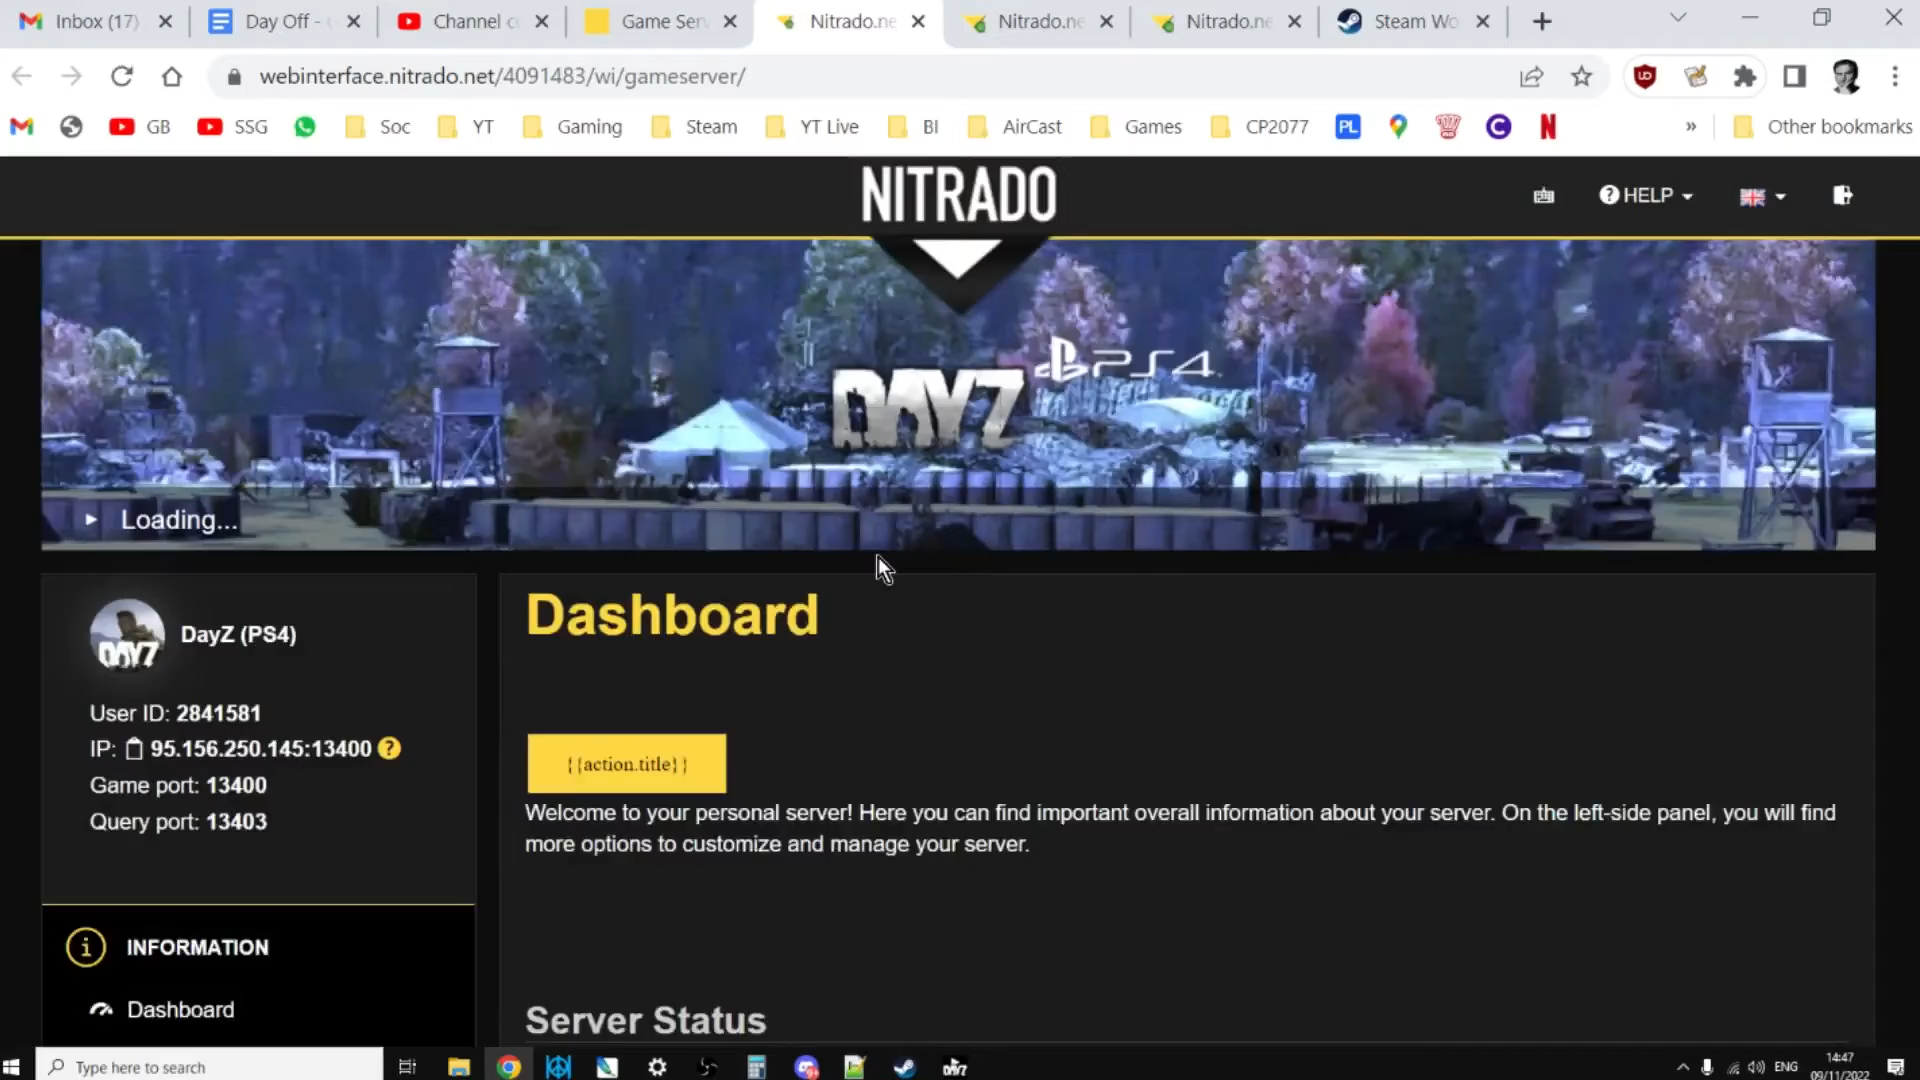 Inbox (17)
Day Off -
Channel c
Game Ser
Nitrado.ne
Nitrado.ne
Nitrado.ne
Steam Wo
webinterface.nitrado.net/4091483/wi/gameserver/
GB
SSG
Soc
YT
Gaming
Steam
YT Live
BI
AirCast
Games
CP2077
PL
C
N
»
Other bookmarks
NITRADO
HELP
DAYZ
PS4
Loading...
DAYZ
DayZ (PS4)
User ID: 2841581
IP: 95.156.250.145:13400 ?
Game port: 13400
Query port: 13403
INFORMATION
Dashboard
Dashboard
{{action.title}}
Welcome to your personal server! Here you can find important overall information about your server. On the left-side panel, you will find
more options to customize and manage your server.
Server Status
Type here to search
DAYZ
ENG
14:47
09/11/2022